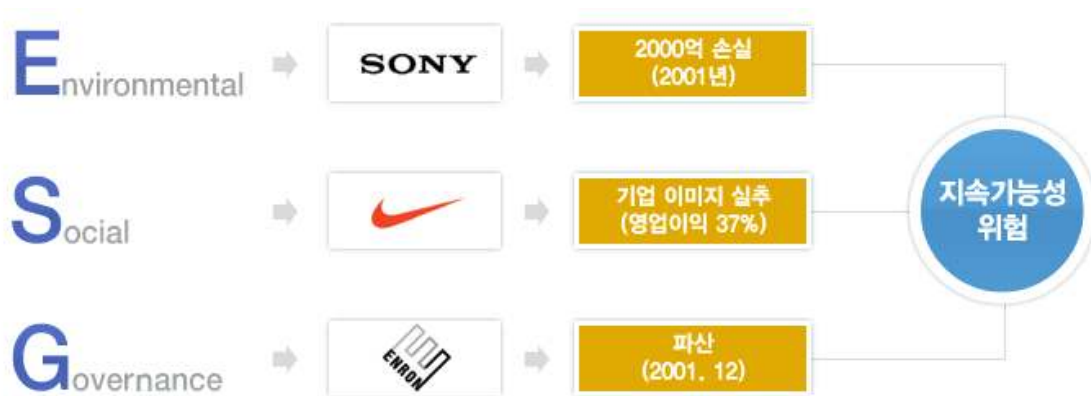 Environmental
SONY
2000억 손실
(2001년)
Social
기업 이미지 실추
(영업이익 37%)
지속가능성
위험
Governance
ENRON
파산
(2001. 12)